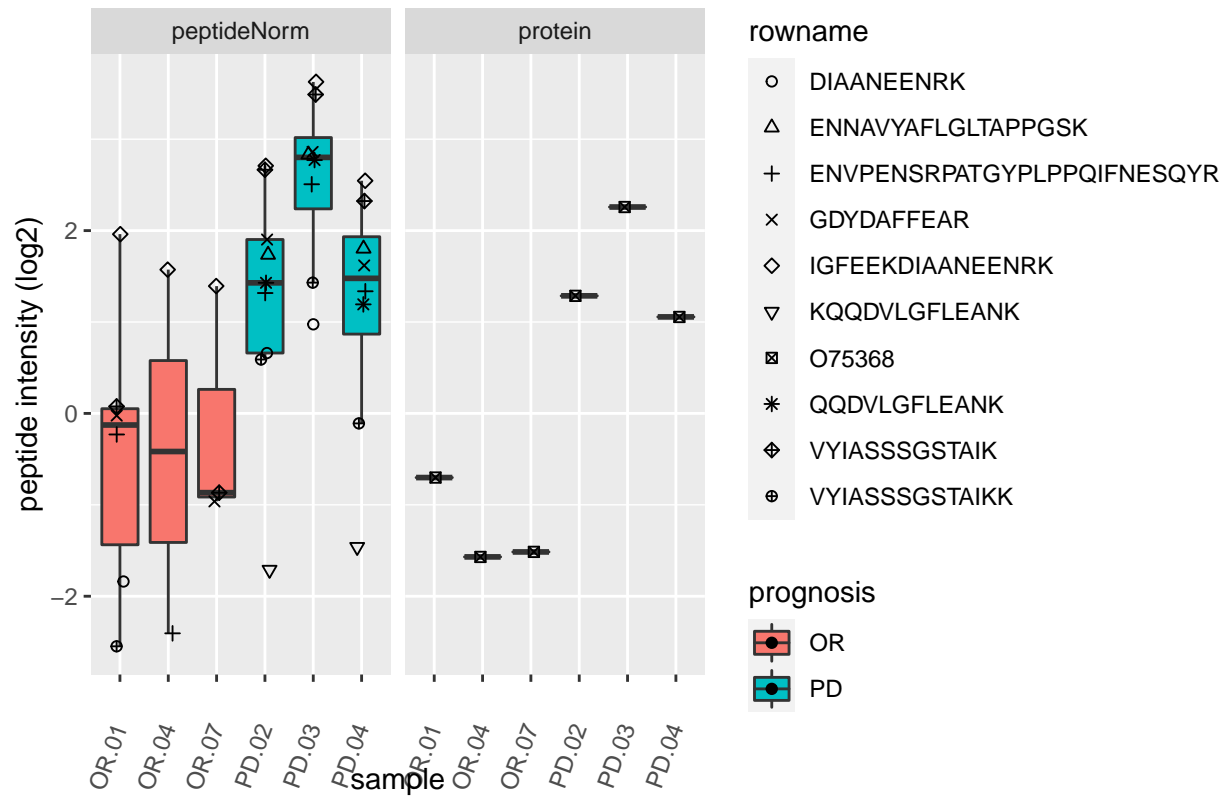 peptideNorm
protein
peptide intensity (log2)
2
0
−2
OR.01
OR.04
OR.07
PD.02
PD.03
PD.04
OR.01
OR.04
OR.07
PD.02
PD.03
PD.04
sample
rowname
DIAANEENRK
ENNAVYAFLGLTAPPGSK
ENVPENSRPATGYPLPPQIFNESQYR
GDYDAFFEAR
IGFEEKDIAANEENRK
KQQDVLGFLEANK
O75368
QQDVLGFLEANK
VYIASSSGSTAIK
VYIASSSGSTAIKK
prognosis
OR
PD